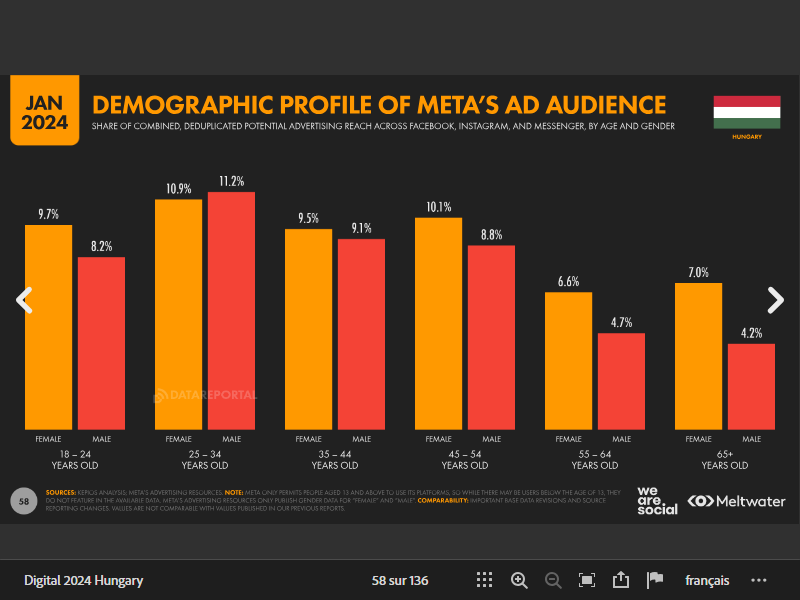 JAN
2024
DEMOGRAPHIC PROFILE OF META'S AD AUDIENCE
SHARE OF COMBINED, DEDUPLICATED POTENTIAL ADVERTISING REACH ACROSS FACEBOOK, INSTAGRAM, AND MESSENGER, BY AGE AND GENDER
HUNGARY
9.7%
8.2%
10.9%
11.2%
9.5%
9.1%
10.1%
8.8%
6.6%
4.7%
7.0%
4.2%
DATAREPORTAL
FEMALE MALE FEMALE MALE FEMALE MALE FEMALE MALE FEMALE MALE FEMALE MALE
18 – 24 25 – 34 35 – 44 45 – 54 55 – 64 65+
YEARS OLD YEARS OLD YEARS OLD YEARS OLD YEARS OLD YEARS OLD
58
SOURCES: KEPIOS ANALYSIS; META'S ADVERTISING RESOURCES. NOTE: META ONLY PERMITS PEOPLE AGED 13 AND ABOVE TO USE ITS PLATFORMS, SO WHILE THERE MAY BE USERS BELOW THE AGE OF 13, THEY
DO NOT FEATURE IN THE AVAILABLE DATA. META'S ADVERTISING RESOURCES ONLY PUBLISH GENDER DATA FOR "FEMALE" AND "MALE". COMPARABILITY: IMPORTANT BASE DATA REVISIONS AND SOURCE
REPORTING CHANGES. VALUES ARE NOT COMPARABLE WITH VALUES PUBLISHED IN OUR PREVIOUS REPORTS.
we
are.
social
Meltwater
Digital 2024 Hungary
58 sur 136
français